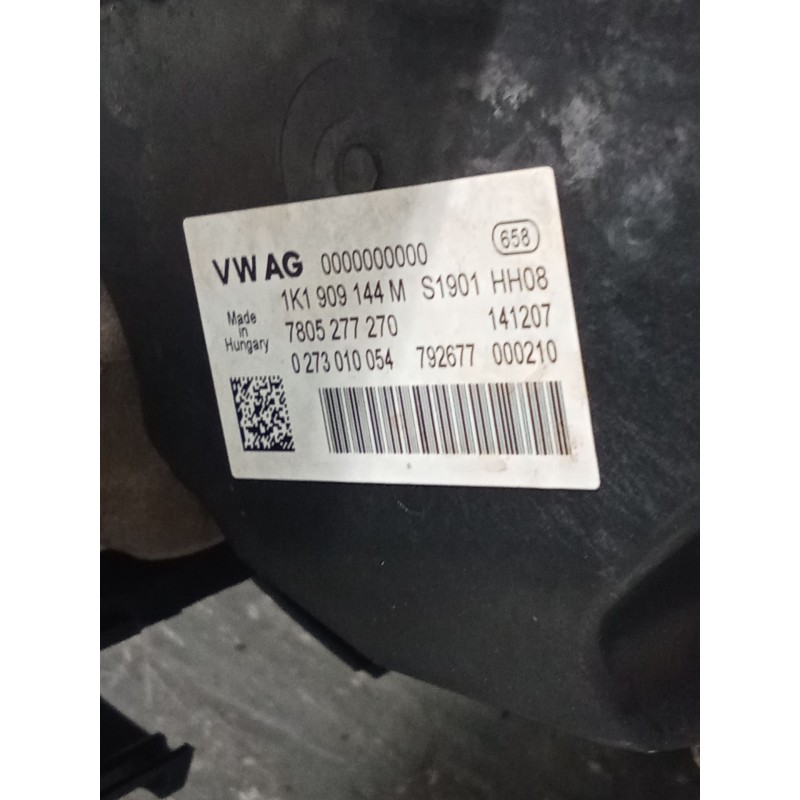 VW AG 0000000000 658
1K1 909 144 M S1901 HH08
Made in Hungary
7805 277 270 141207
0 273 010 054 792677 000210